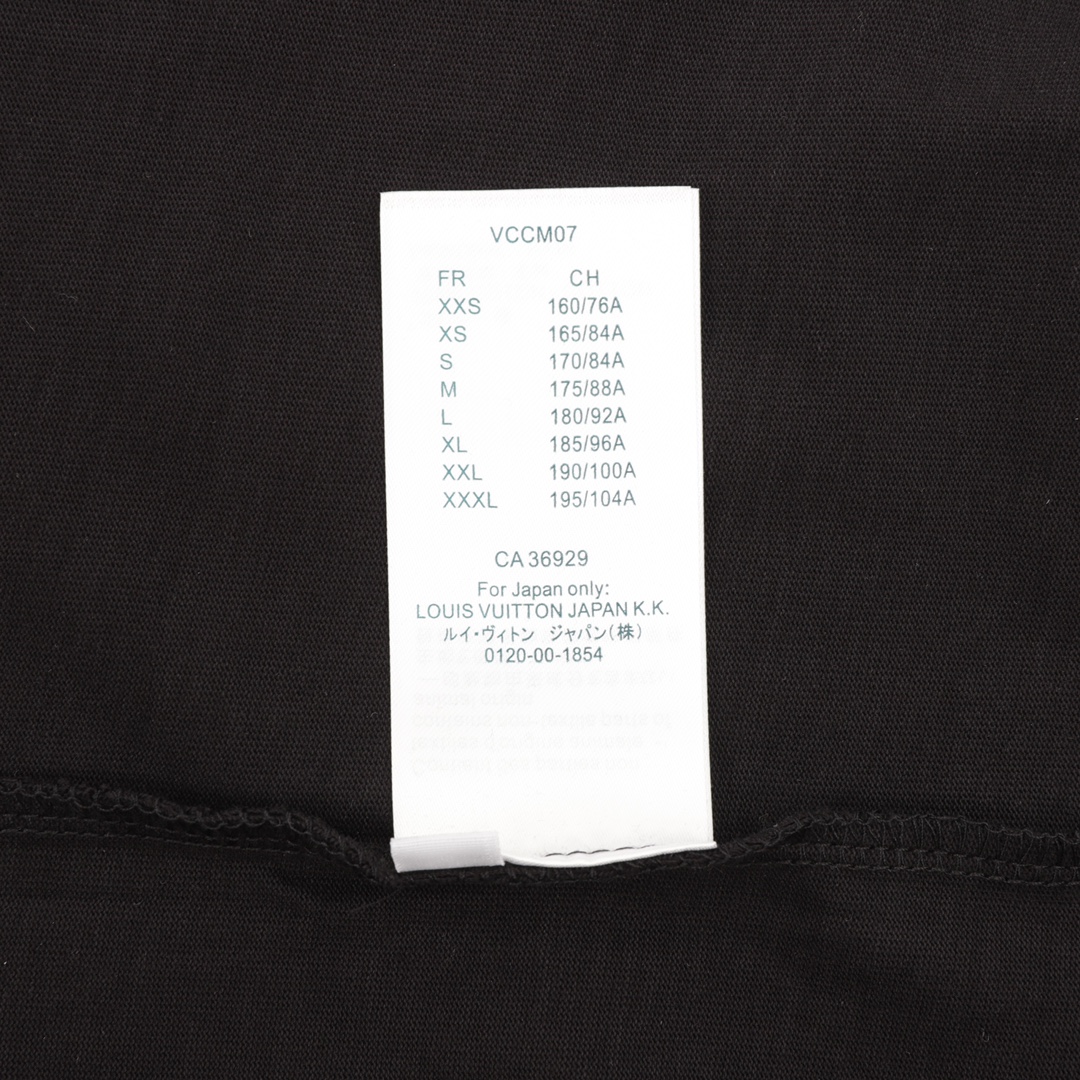 VCCM07
FR CH
XXS 160/76A
XS 165/84A
S 170/84A
M 175/88A
L 180/92A
XL 185/96A
XXL 190/100A
XXXL 195/104A
CA 36929
For Japan only:
LOUIS VUITTON JAPAN K.K.
ルイ・ヴィトン ジャパン(株)
0120-00-1854